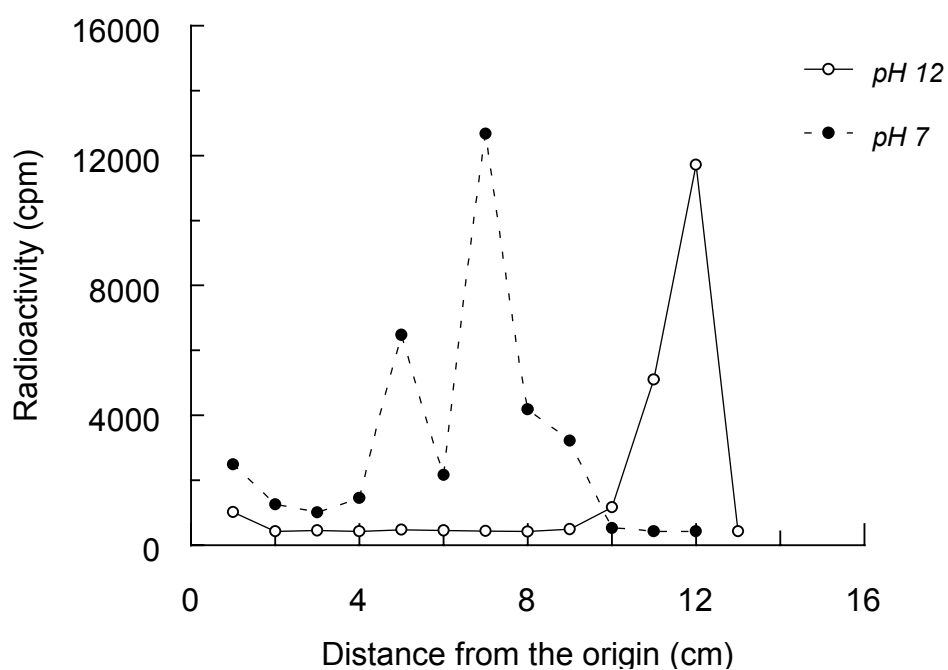 16000
12000
8000
4000
0
Radioactivity (cpm)
pH 12
pH 7
0 4 8 12 16
Distance from the origin (cm)